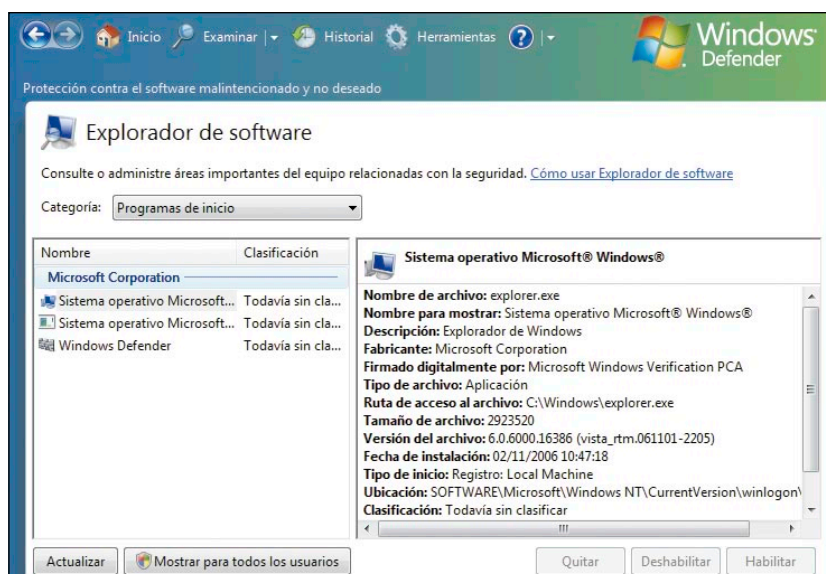 Inicio Examinar Historial Herramientas
Windows
Defender
Protección contra el software malintencionado y no deseado
Explorador de software
Consulte o administre áreas importantes del equipo relacionadas con la seguridad. Cómo usar Explorador de software
Categoría: Programas de inicio
Nombre Clasificación
Microsoft Corporation
Sistema operativo Microsoft... Todavía sin cla...
Sistema operativo Microsoft... Todavía sin cla...
Windows Defender Todavía sin cla...
Sistema operativo Microsoft® Windows®
Nombre de archivo: explorer.exe
Nombre para mostrar: Sistema operativo Microsoft® Windows®
Descripción: Explorador de Windows
Fabricante: Microsoft Corporation
Firmado digitalmente por: Microsoft Windows Verification PCA
Tipo de archivo: Aplicación
Ruta de acceso al archivo: C:\Windows\explorer.exe
Tamaño de archivo: 2923520
Versión del archivo: 6.0.6000.16386 (vista_rtm.061101-2205)
Fecha de instalación: 02/11/2006 10:47:18
Tipo de inicio: Registro: Local Machine
Ubicación: SOFTWARE\Microsoft\Windows NT\CurrentVersion\winlogon\
Clasificación: Todavía sin clasificar
Actualizar Mostrar para todos los usuarios Quitar Deshabilitar Habilitar